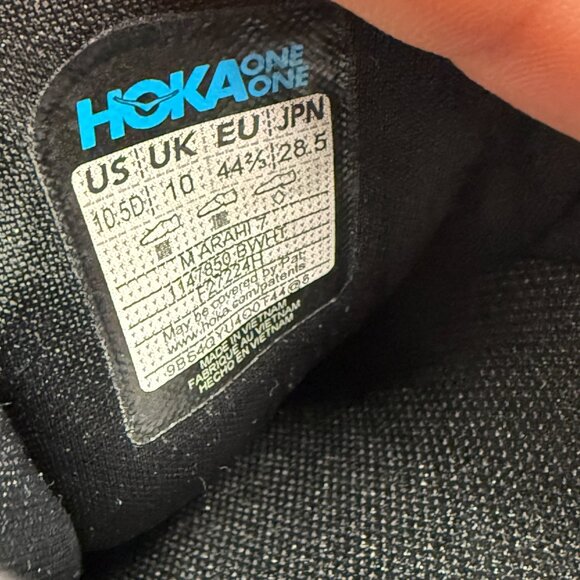 HOKA ONE ONE
US UK EU JPN
10.5D 10 44⅔ 28.5
M ARAHI 7
1147850 BWHT
F27224H
May be covered by Pat.
www.hoka.com/patents
MADE IN VIETNAM
FABRIQUÉ AU VIETNAM
HECHO EN VIETNAM